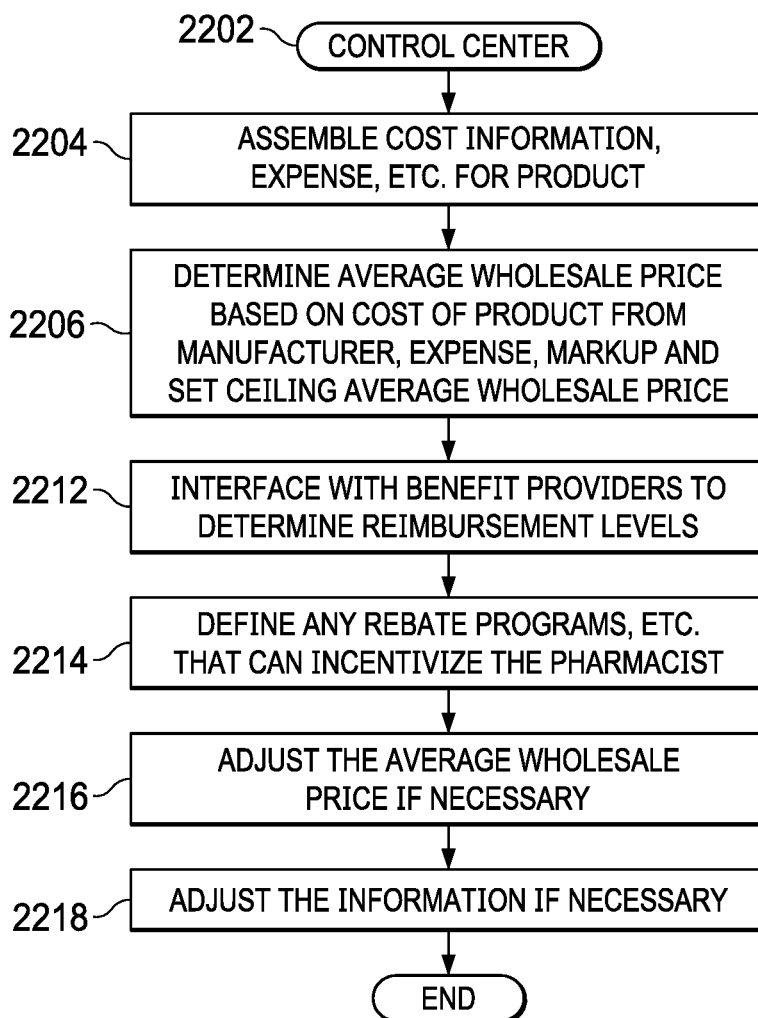 2202
CONTROL CENTER
2204
ASSEMBLE COST INFORMATION,
EXPENSE, ETC. FOR PRODUCT
2206
DETERMINE AVERAGE WHOLESALE PRICE
BASED ON COST OF PRODUCT FROM
MANUFACTURER, EXPENSE, MARKUP AND
SET CEILING AVERAGE WHOLESALE PRICE
2212
INTERFACE WITH BENEFIT PROVIDERS TO
DETERMINE REIMBURSEMENT LEVELS
2214
DEFINE ANY REBATE PROGRAMS, ETC.
THAT CAN INCENTIVIZE THE PHARMACIST
2216
ADJUST THE AVERAGE WHOLESALE
PRICE IF NECESSARY
2218
ADJUST THE INFORMATION IF NECESSARY
END